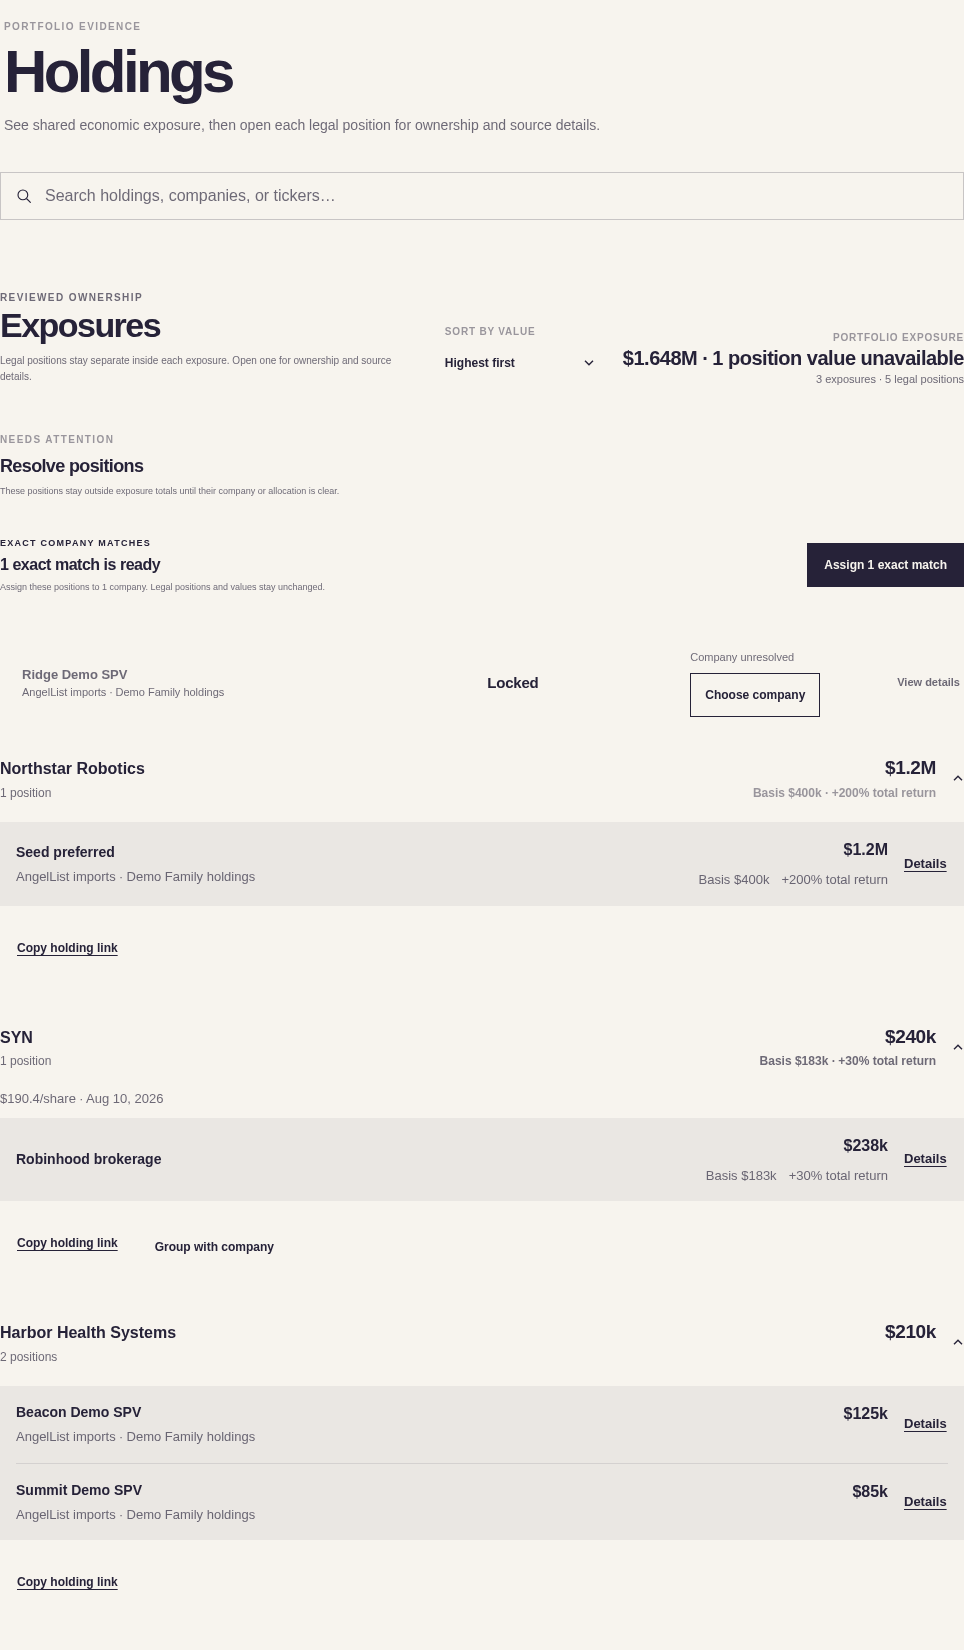 PORTFOLIO EVIDENCE
Holdings
See shared economic exposure, then open each legal position for ownership and source details.
Search holdings, companies, or tickers…
REVIEWED OWNERSHIP
Exposures
Legal positions stay separate inside each exposure. Open one for ownership and source
details.
SORT BY VALUE
Highest first
PORTFOLIO EXPOSURE
$1.648M · 1 position value unavailable
3 exposures · 5 legal positions
NEEDS ATTENTION
Resolve positions
These positions stay outside exposure totals until their company or allocation is clear.
EXACT COMPANY MATCHES
1 exact match is ready
Assign these positions to 1 company. Legal positions and values stay unchanged.
Assign 1 exact match
Ridge Demo SPV
AngelList imports · Demo Family holdings
Locked
Company unresolved
Choose company
View details
Northstar Robotics
1 position
$1.2M
Basis $400k · +200% total return
Seed preferred
AngelList imports · Demo Family holdings
$1.2M
Basis $400k +200% total return
Details
Copy holding link
SYN
1 position
$240k
Basis $183k · +30% total return
$190.4/share · Aug 10, 2026
Robinhood brokerage
$238k
Basis $183k +30% total return
Details
Copy holding link
Group with company
Harbor Health Systems
2 positions
$210k
Beacon Demo SPV
AngelList imports · Demo Family holdings
$125k
Details
Summit Demo SPV
AngelList imports · Demo Family holdings
$85k
Details
Copy holding link